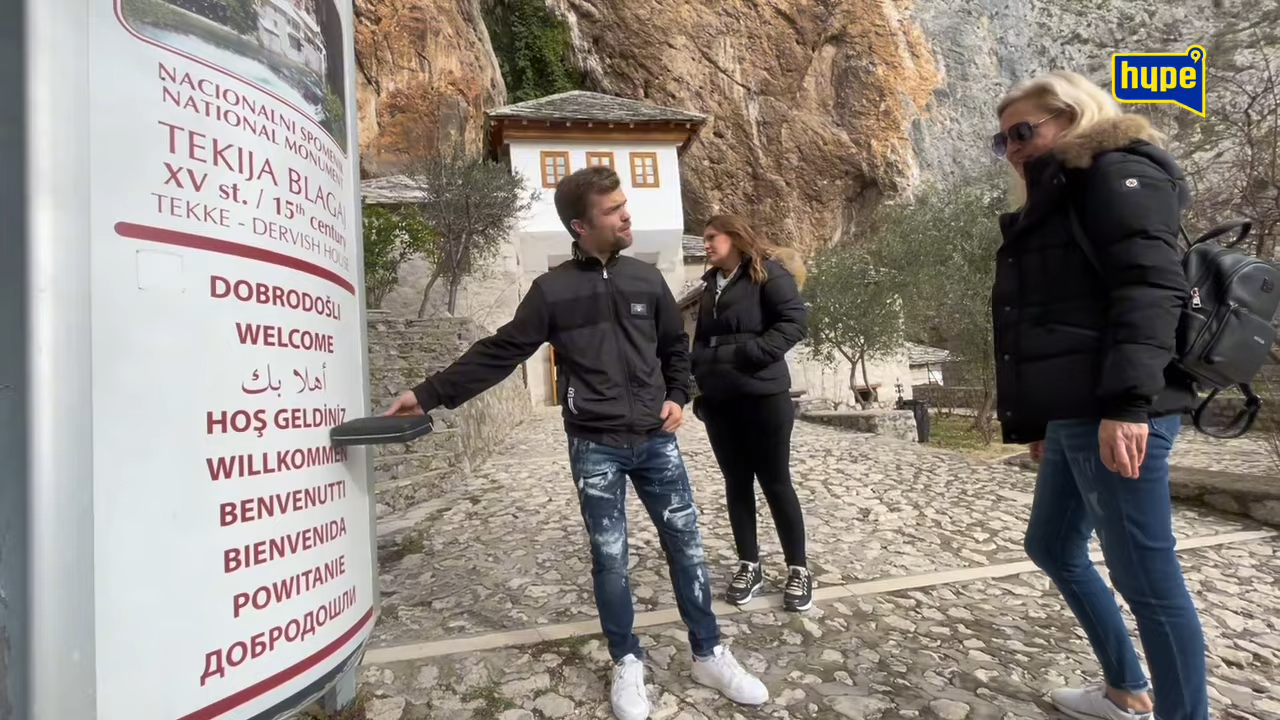 NACIONALNI SPOMENIK
NATIONAL MONUMENT
TEKIJA BLAGAJ
XV st. / 15th century
TEKKE - DERVISH HOUSE
DOBRODOŠLI
WELCOME
أهلا بك
HOŞ GELDİNİZ
WILLKOMMEN
BENVENUTTI
BIENVENIDA
POWITANIE
ДОБРОДОШЛИ
hype